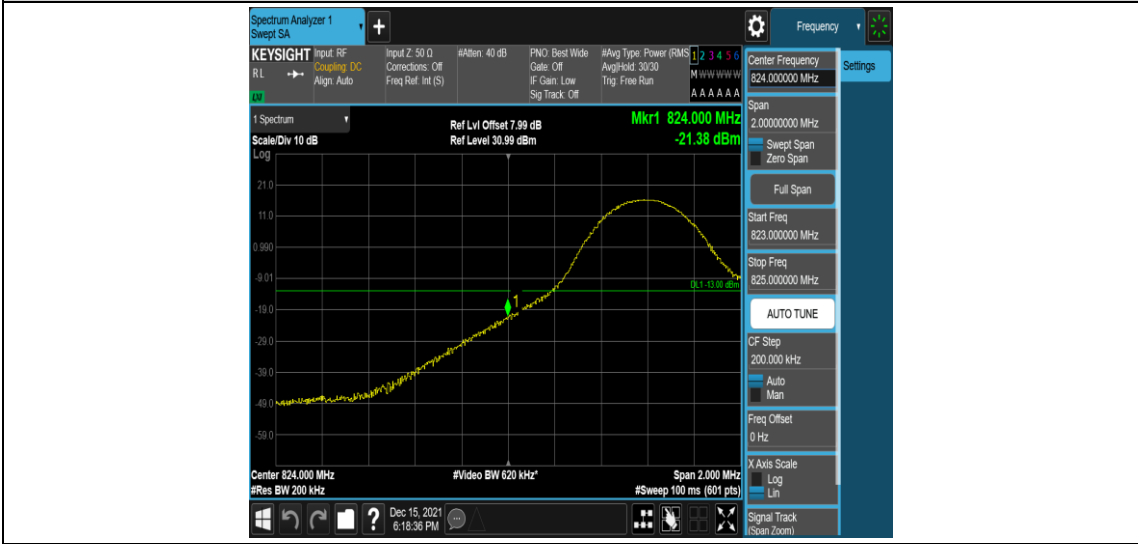 Spectrum Analyzer 1
Swept SA
+
Frequency
KEYSIGHT
RL
LM
Input: RF
Coupling: DC
Align: Auto
Input Z: 50 Ω
Corrections: Off
Freq Ref: Int (S)
#Atten: 40 dB
PNO: Best Wide
Gate: Off
IF Gain: Low
Sig Track: Off
#Avg Type: Power (RMS
Avg|Hold: 30/30
Trig: Free Run
1 2 3 4 5 6
M W W W W W
A A A A A A
1 Spectrum
Scale/Div 10 dB
Log
Ref Lvl Offset 7.99 dB
Ref Level 30.99 dBm
Mkr1 824.000 MHz
-21.38 dBm
21.0
11.0
0.990
-9.01
DL1 -13.00 dBm
1
-19.0
-29.0
-39.0
-49.0
-59.0
Center 824.000 MHz
#Video BW 620 kHz*
Span 2.000 MHz
#Res BW 200 kHz
#Sweep 100 ms (601 pts)
?
Dec 15, 2021
6:18:36 PM
Center Frequency
824.000000 MHz
Settings
Span
2.00000000 MHz
Swept Span
Zero Span
Full Span
Start Freq
823.000000 MHz
Stop Freq
825.000000 MHz
AUTO TUNE
CF Step
200.000 kHz
Auto
Man
Freq Offset
0 Hz
X Axis Scale
Log
Lin
Signal Track
(Span Zoom)